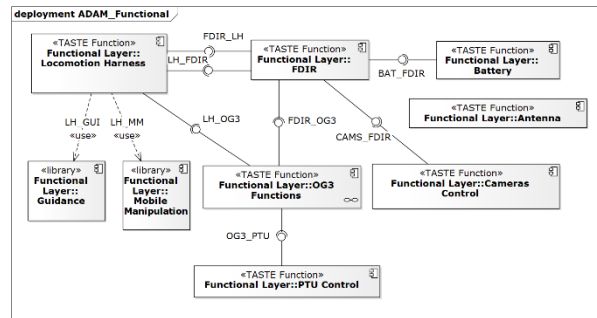 deployment ADAM_Functional
«TASTE Function»
Functional Layer::
Locomotion Harness
FDIR_LH
LH_FDIR
«TASTE Function»
Functional Layer::
FDIR
BAT_FDIR
«TASTE Function»
Functional Layer::
Battery
«TASTE Function»
Functional Layer::Antenna
LH_GUI
«use»
LH_MM
«use»
LH_OG3
FDIR_OG3
CAMS_FDIR
«library»
Functional
Layer::
Guidance
«library»
Functional
Layer::
Mobile
Manipulation
«TASTE Function»
Functional Layer::OG3
Functions
«TASTE Function»
Functional Layer::Cameras
Control
OG3_PTU
«TASTE Function»
Functional Layer::PTU Control